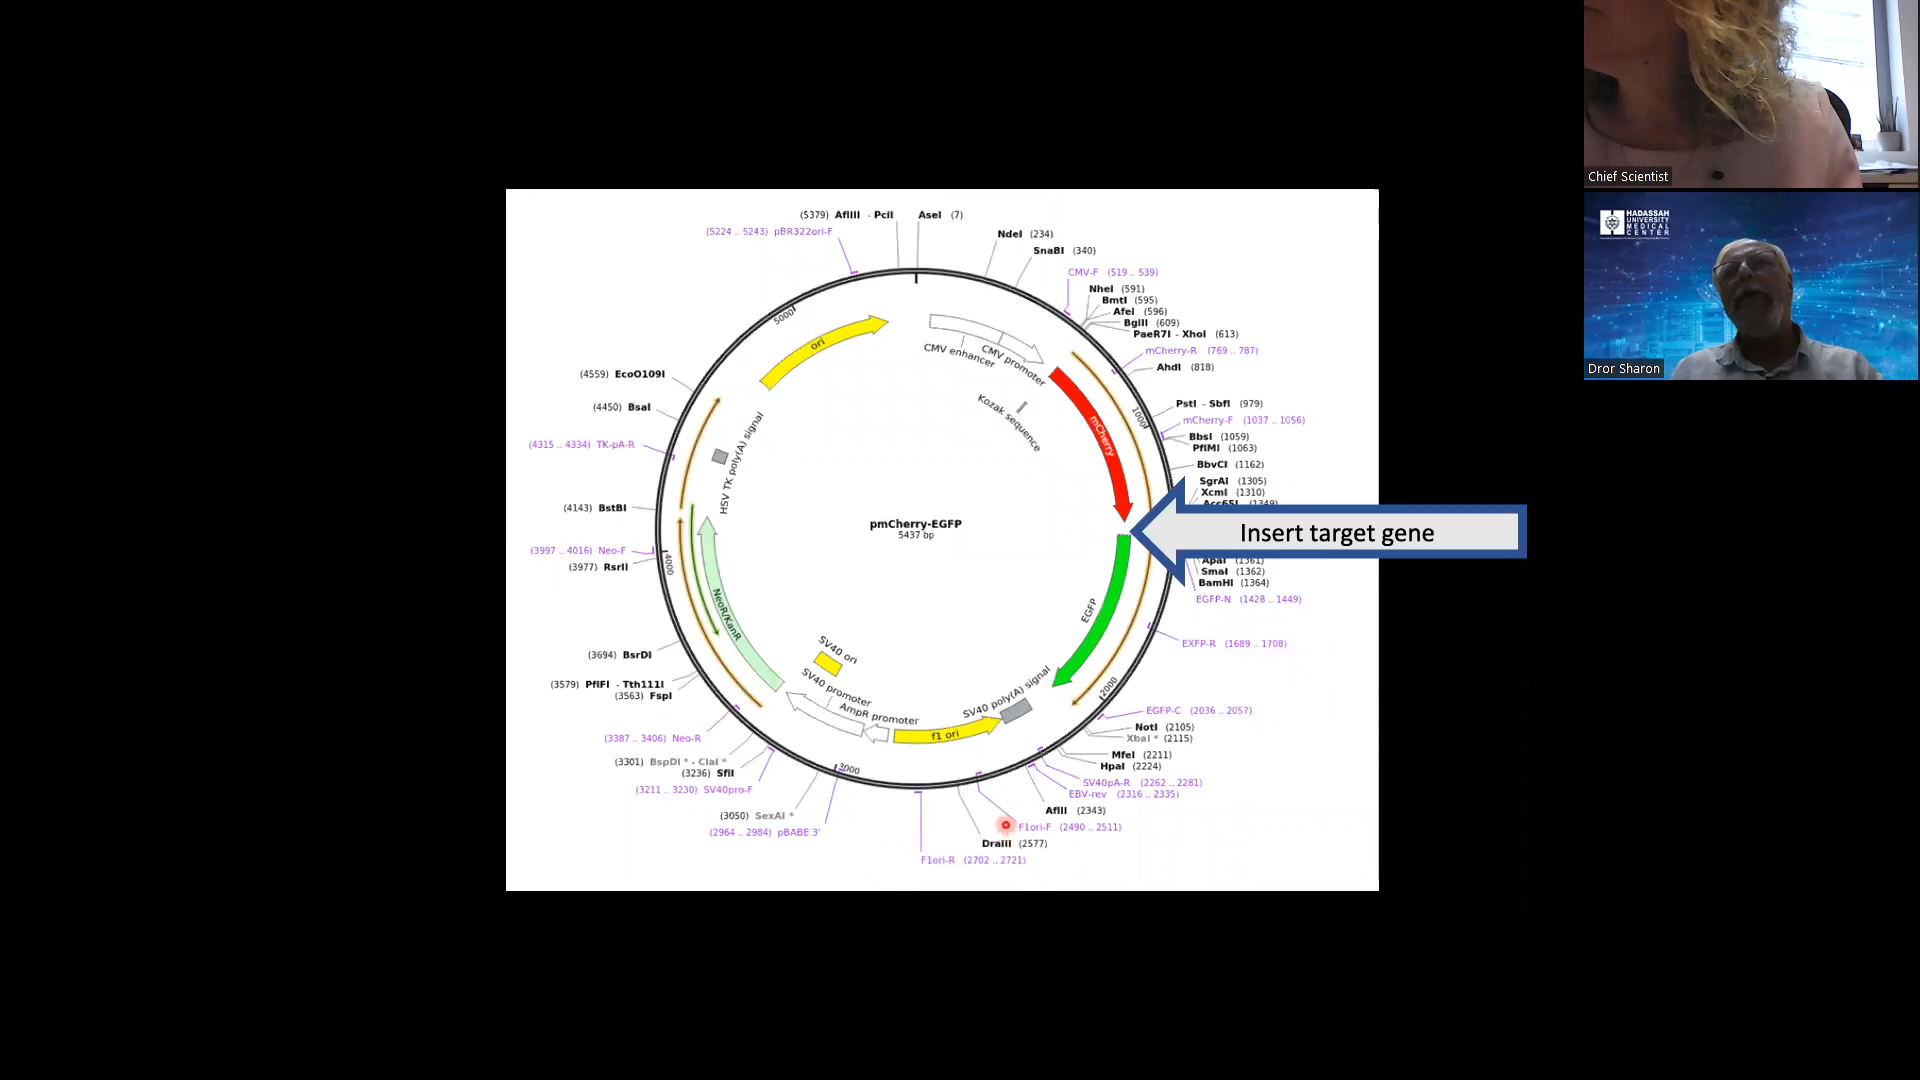 (5379) AflIII - PciI
AseI (7)
(5224 .. 5243) pBR322ori-F
NdeI (234)
SnaBI (340)
CMV-F (519 .. 539)
NheI (591)
BmtI (595)
AfeI (596)
BglII (609)
PaeR7I - XhoI (613)
mCherry-R (769 .. 787)
AhdI (818)
PstI - SbfI (979)
mCherry-F (1037 .. 1056)
BbsI (1059)
PflMI (1063)
BbvCI (1162)
SgrAI (1305)
XcmI (1310)
Acc65I (1349)
Insert target gene
ApaI (1361)
SmaI (1362)
BamHI (1364)
EGFP-N (1428 .. 1449)
EXFP-R (1689 .. 1708)
EGFP-C (2036 .. 2057)
NotI (2105)
XbaI * (2115)
MfeI (2211)
HpaI (2224)
SV40pA-R (2262 .. 2281)
EBV-rev (2316 .. 2335)
AflII (2343)
F1ori-F (2490 .. 2511)
DraIII (2577)
F1ori-R (2702 .. 2721)
(2964 .. 2984) pBABE 3'
(3050) SexAI *
(3211 .. 3230) SV40pro-F
(3236) SfiI
(3301) BspDI * - ClaI *
(3387 .. 3406) Neo-R
(3563) FspI
(3579) PflFI - Tth111I
(3694) BsrDI
(3977) RsrII
(3997 .. 4016) Neo-F
(4143) BstBI
(4315 .. 4334) TK-pA-R
(4450) BsaI
(4559) EcoO109I
5000
1000
2000
3000
4000
ori
CMV enhancer
CMV promoter
Kozak sequence
mCherry
EGFP
SV40 poly(A) signal
f1 ori
AmpR promoter
SV40 promoter
SV40 ori
NeoR/KanR
HSV TK poly(A) signal
pmCherry-EGFP
5437 bp
Chief Scientist
HADASSAH
UNIVERSITY
MEDICAL
CENTER
Dror Sharon